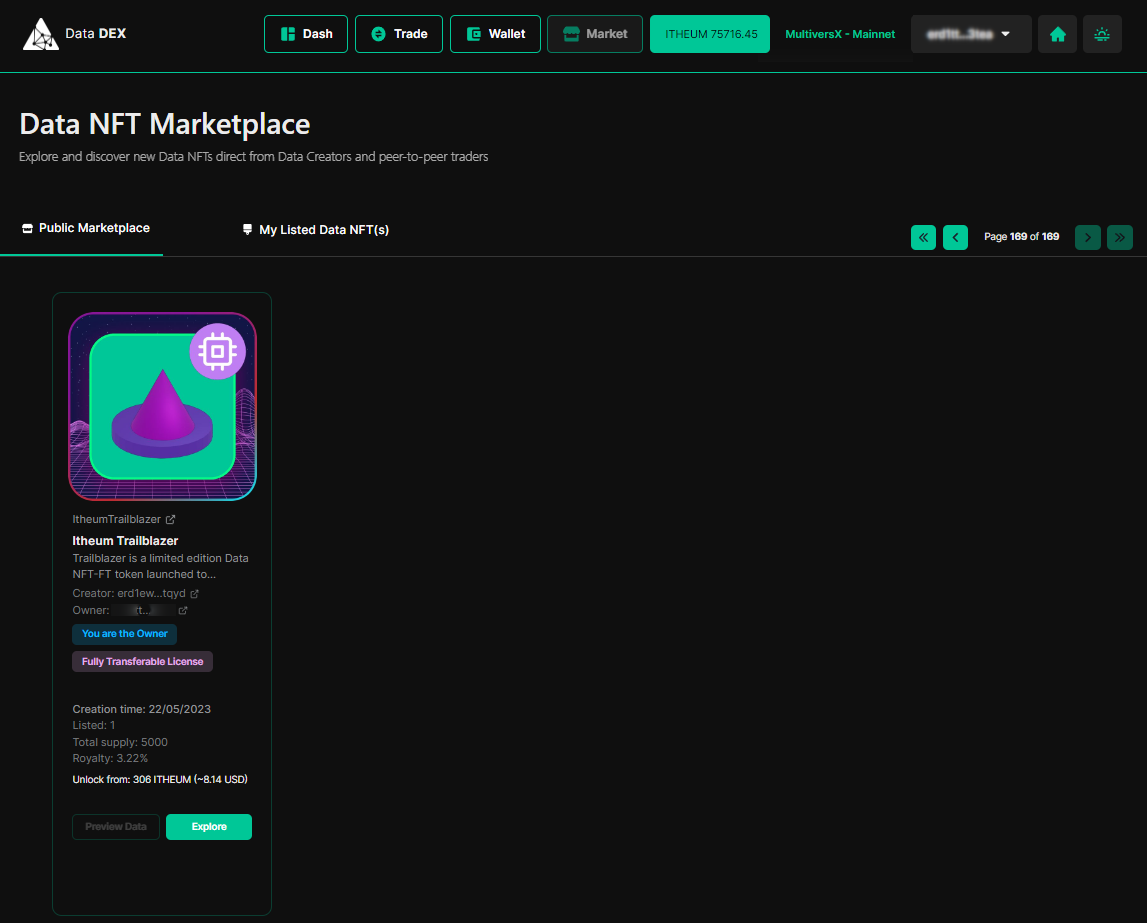 Data DEX
Dash
Trade
Wallet
Market
ITHEUM 75716.45
MultiversX - Mainnet
Data NFT Marketplace
Explore and discover new Data NFTs direct from Data Creators and peer-to-peer traders
Public Marketplace
My Listed Data NFT(s)
Page 169 of 169
ItheumTrailblazer
Itheum Trailblazer
Trailblazer is a limited edition Data
NFT-FT token launched to...
Creator: erd1ew...tqyd
Owner:
You are the Owner
Fully Transferable License
Creation time: 22/05/2023
Listed: 1
Total supply: 5000
Royalty: 3.22%
Unlock from: 306 ITHEUM (~8.14 USD)
Preview Data
Explore